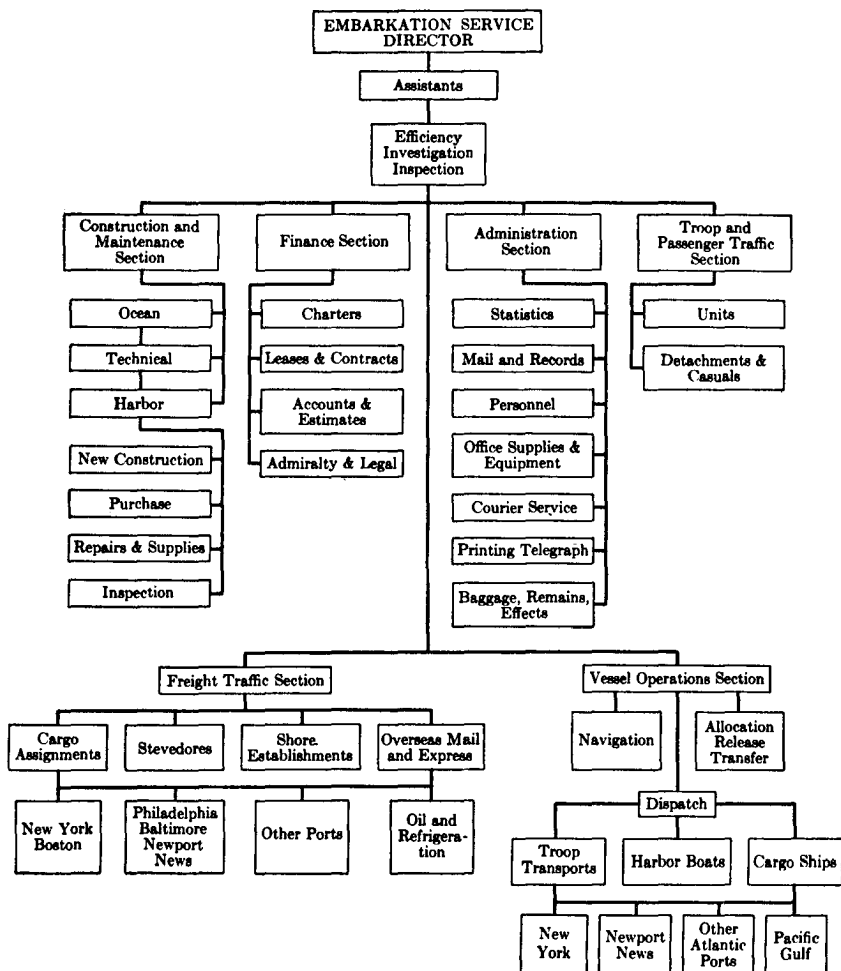 EMBARKATION SERVICE
DIRECTOR
Assistants
Efficiency
Investigation
Inspection
Construction and
Maintenance
Section
Finance Section
Administration
Section
Troop and
Passenger Traffic
Section
Ocean
Technical
Harbor
New Construction
Purchase
Repairs & Supplies
Inspection
Charters
Leases & Contracts
Accounts &
Estimates
Admiralty & Legal
Statistics
Mail and Records
Personnel
Office Supplies &
Equipment
Courier Service
Printing Telegraph
Baggage, Remains,
Effects
Units
Detachments &
Casuals
Freight Traffic Section
Cargo
Assignments
Stevedores
Shore
Establishments
Overseas Mail
and Express
New York
Boston
Philadelphia
Baltimore
Newport
News
Other Ports
Oil and
Refrigera-
tion
Vessel Operations Section
Navigation
Allocation
Release
Transfer
Dispatch
Troop
Transports
Harbor Boats
Cargo Ships
New
York
Newport
News
Other
Atlantic
Ports
Pacific
Gulf